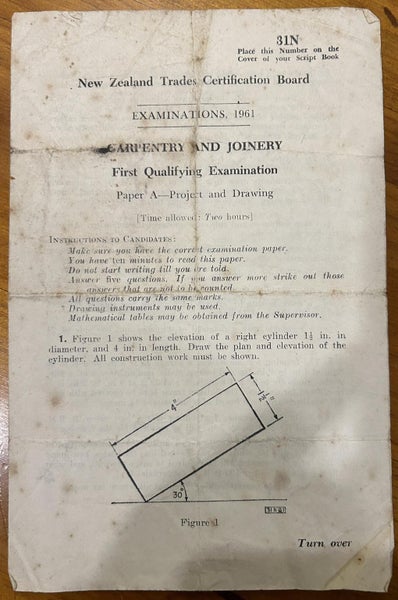 31N
Place this Number on the
Cover of your Script Book
New Zealand Trades Certification Board
EXAMINATIONS, 1961
CARPENTRY AND JOINERY
First Qualifying Examination
Paper A—Project and Drawing
[Time allowed: Two hours]
INSTRUCTIONS TO CANDIDATES:
Make sure you have the correct examination paper.
You have ten minutes to read this paper.
Do not start writing till you are told.
Answer five questions. If you answer more strike out those
answers that are not to be counted.
All questions carry the same marks.
Drawing instruments may be used.
Mathematical tables may be obtained from the Supervisor.
1. Figure 1 shows the elevation of a right cylinder 1½ in. in
diameter, and 4 in. in length. Draw the plan and elevation of the
cylinder. All construction work must be shown.
4"
30°
Figure 1
Turn over